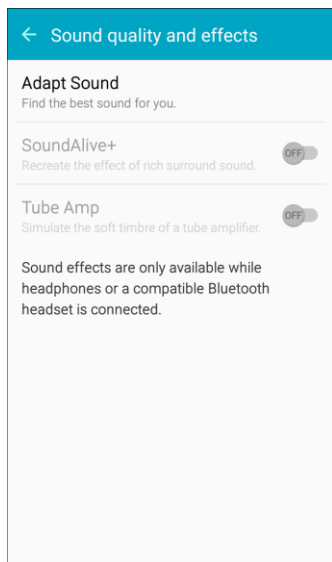 Sound quality and effects
Adapt Sound
Find the best sound for you.
SoundAlive+
Recreate the effect of rich surround sound.
OFF
Tube Amp
Simulate the soft timbre of a tube amplifier.
OFF
Sound effects are only available while
headphones or a compatible Bluetooth
headset is connected.